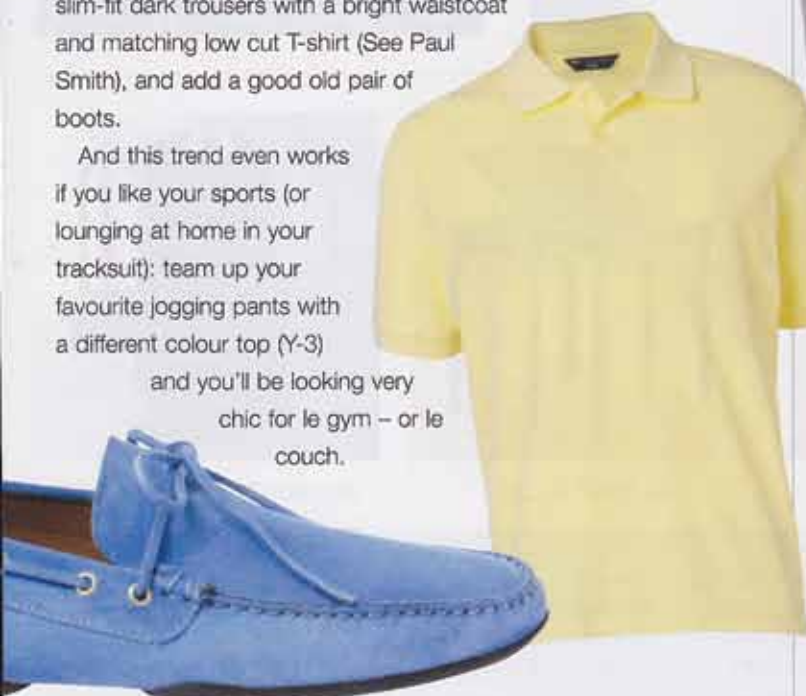 slim-fit dark trousers with a bright waistcoat
and matching low cut T-shirt (See Paul
Smith), and add a good old pair of
boots.
And this trend even works
if you like your sports (or
lounging at home in your
tracksuit): team up your
favourite jogging pants with
a different colour top (Y-3)
and you'll be looking very
chic for le gym – or le
couch.